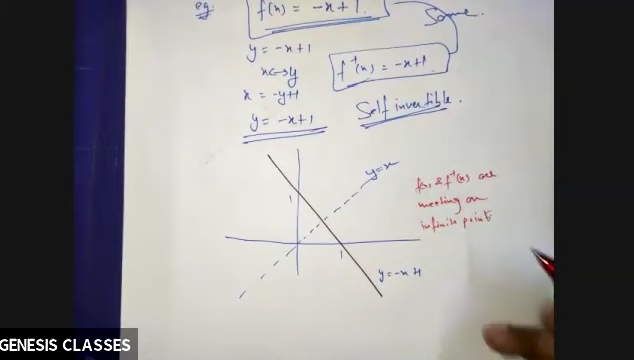 eg.
f(x) = -x+1.
Same.
y = -x+1
x↔y
x = -y+1
y = -x+1
f⁻¹(x) = -x+1.
Self invertible.
y=x
1
1
y=-x+1
f(x) & f⁻¹(x) are
meeting on
infinite point
GENESIS CLASSES